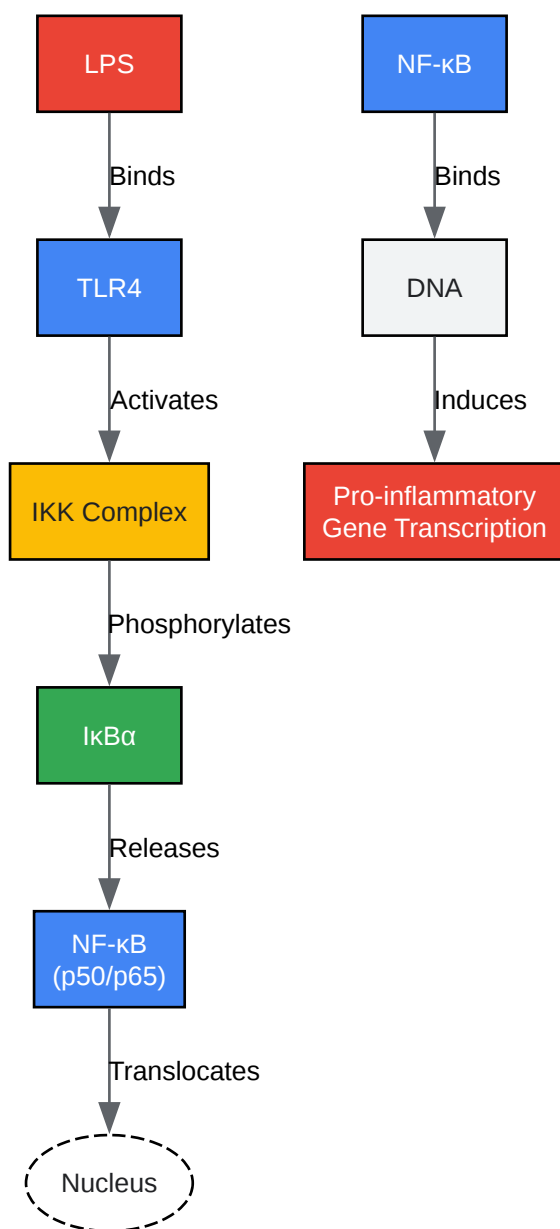 LPS
Binds
TLR4
Activates
IKK Complex
Phosphorylates
IκBα
Releases
NF-κB
(p50/p65)
Translocates
Nucleus
NF-κB
Binds
DNA
Induces
Pro-inflammatory
Gene Transcription